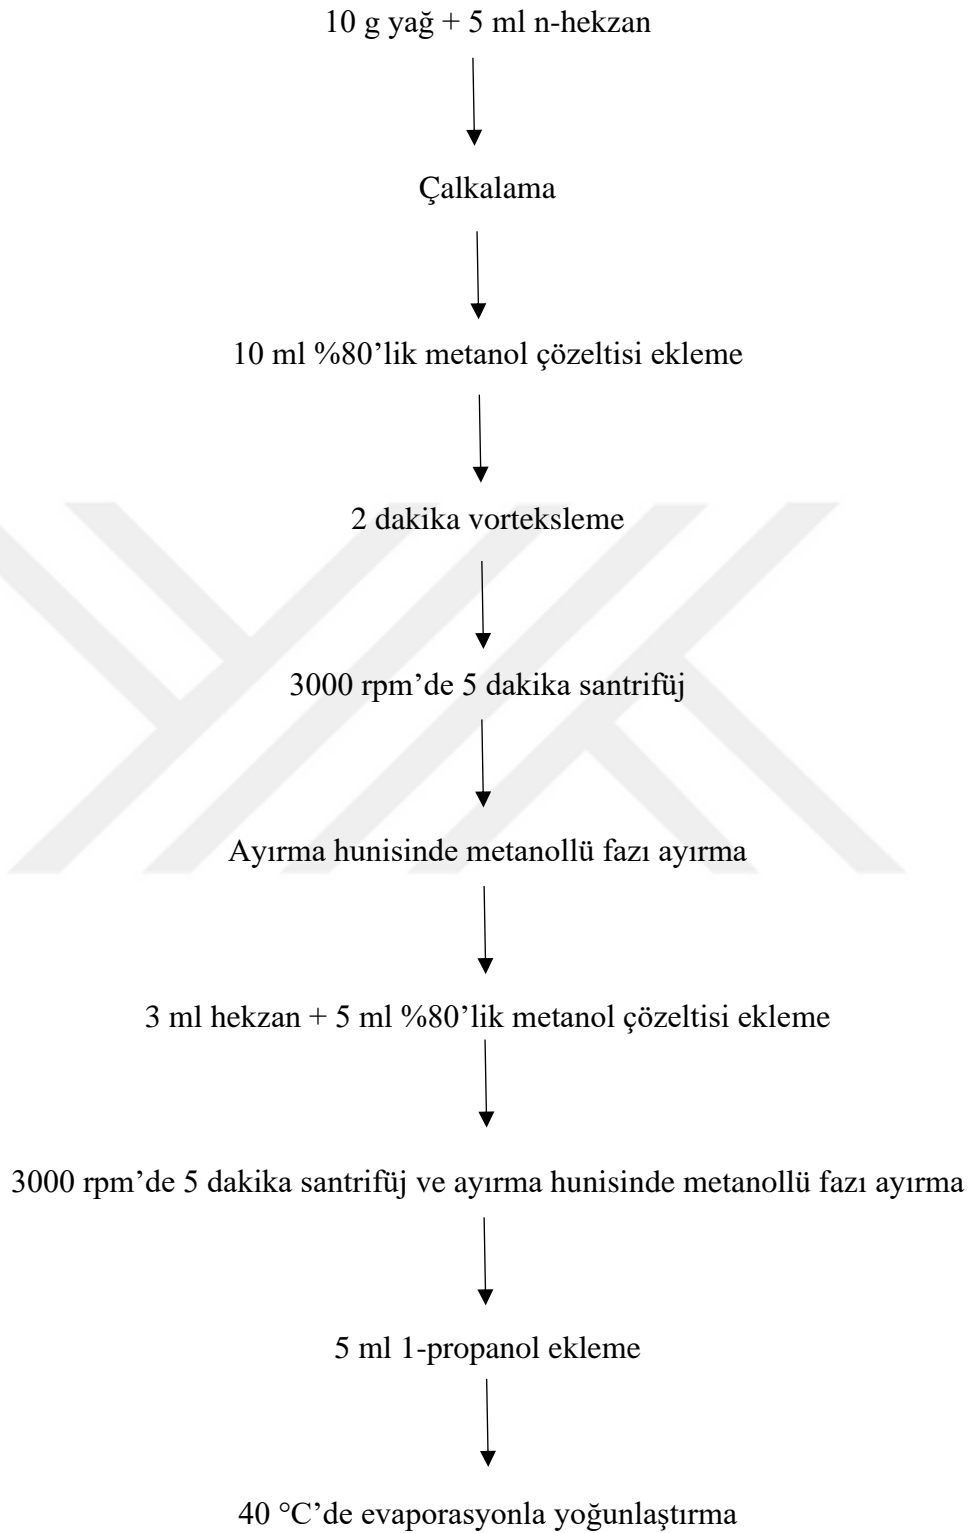 10 g yağ + 5 ml n-hekzan
Çalkalama
10 ml %80’lik metanol çözeltisi ekleme
2 dakika vorteksleme
3000 rpm’de 5 dakika santrifüj
Ayırma hunisinde metanollü fazı ayırma
3 ml hekzan + 5 ml %80’lik metanol çözeltisi ekleme
3000 rpm’de 5 dakika santrifüj ve ayırma hunisinde metanollü fazı ayırma
5 ml 1-propanol ekleme
40 °C’de evaporasyonla yoğunlaştırma